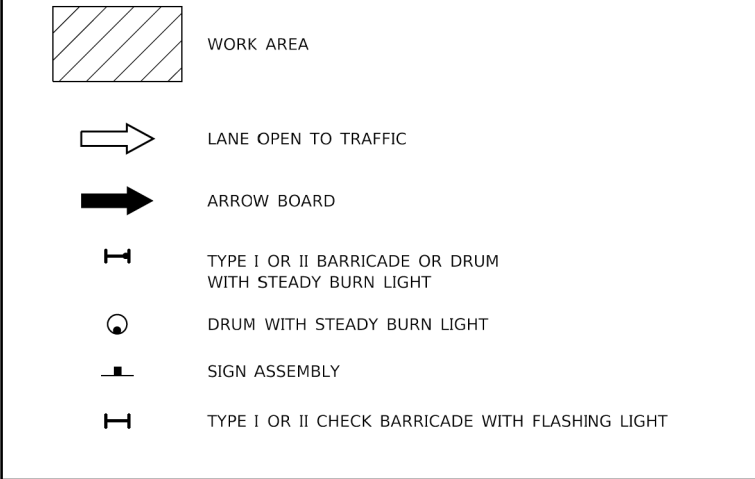 WORK AREA
LANE OPEN TO TRAFFIC
ARROW BOARD
TYPE I OR II BARRICADE OR DRUM
WITH STEADY BURN LIGHT
DRUM WITH STEADY BURN LIGHT
SIGN ASSEMBLY
TYPE I OR II CHECK BARRICADE WITH FLASHING LIGHT